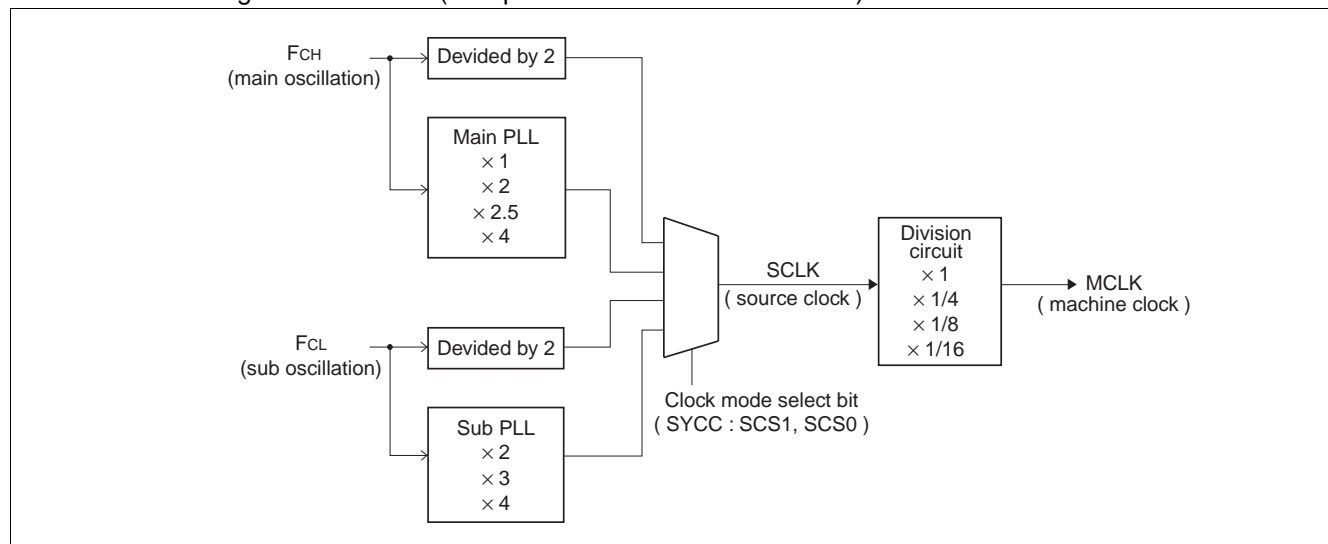 FCH
(main oscillation)
Devided by 2
Main PLL
× 1
× 2
× 2.5
× 4
FCL
(sub oscillation)
Devided by 2
Sub PLL
× 2
× 3
× 4
Clock mode select bit
( SYCC : SCS1, SCS0 )
SCLK
( source clock )
Division
circuit
× 1
× 1/4
× 1/8
× 1/16
MCLK
( machine clock )